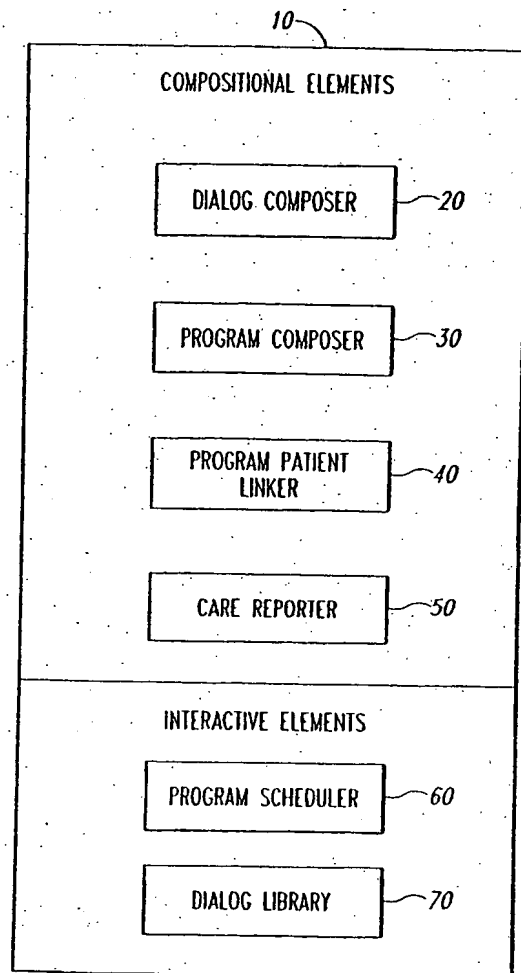 10
COMPOSITIONAL ELEMENTS
DIALOG COMPOSER 20
PROGRAM COMPOSER 30
PROGRAM PATIENT
LINKER 40
CARE REPORTER 50
INTERACTIVE ELEMENTS
PROGRAM SCHEDULER 60
DIALOG LIBRARY 70